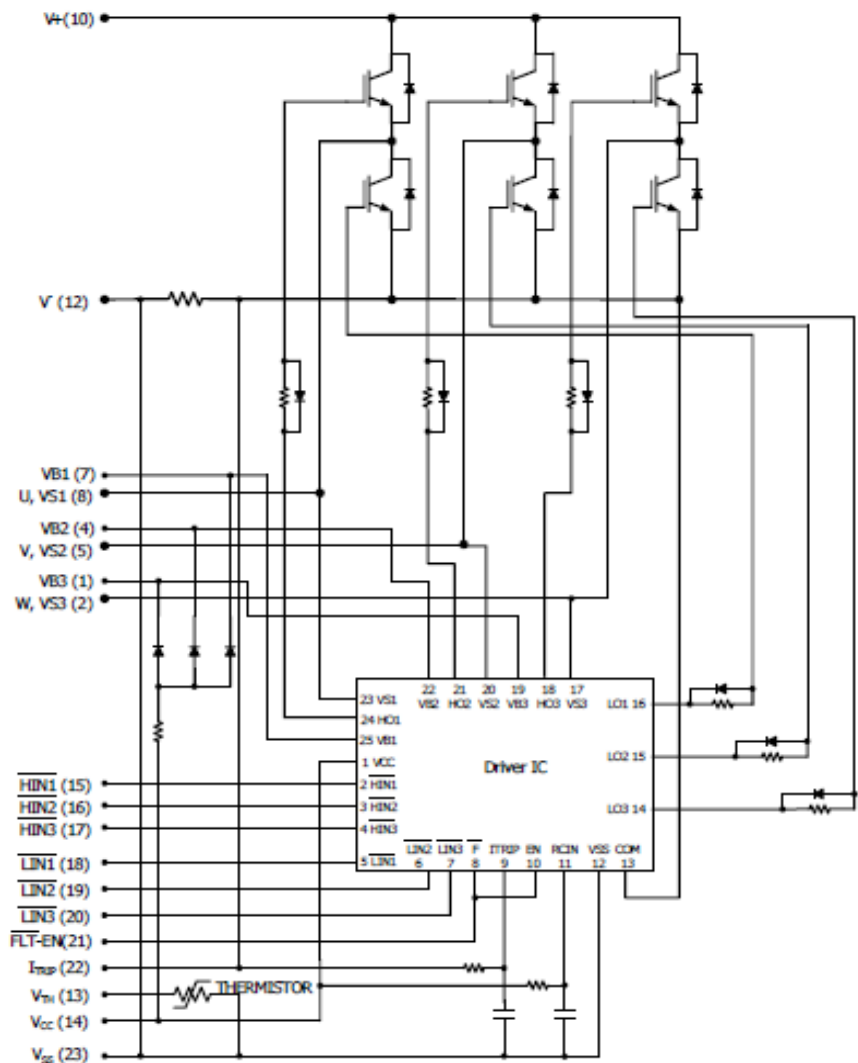 V+(10)
V-(12)
VB1 (7)
U, VS1 (8)
VB2 (4)
V, VS2 (5)
VB3 (1)
W, VS3 (2)
22 21 20 19 18 17
VB2 HO2 VS2 VB3 HO3 VS3
23 VS1
24 HO1
25 VB1
1 VCC
2 HIN1
3 HIN2
4 HIN3
5 LIN1
Driver IC
LO1 16
LO2 15
LO3 14
LIN2 LIN3 F ITRIP EN RCIN VSS COM
6 7 8 9 10 11 12 13
HIN1 (15)
HIN2 (16)
HIN3 (17)
LIN1 (18)
LIN2 (19)
LIN3 (20)
FLT-EN(21)
ITRIP (22)
VTH (13)
THERMISTOR
VCC (14)
VSS (23)